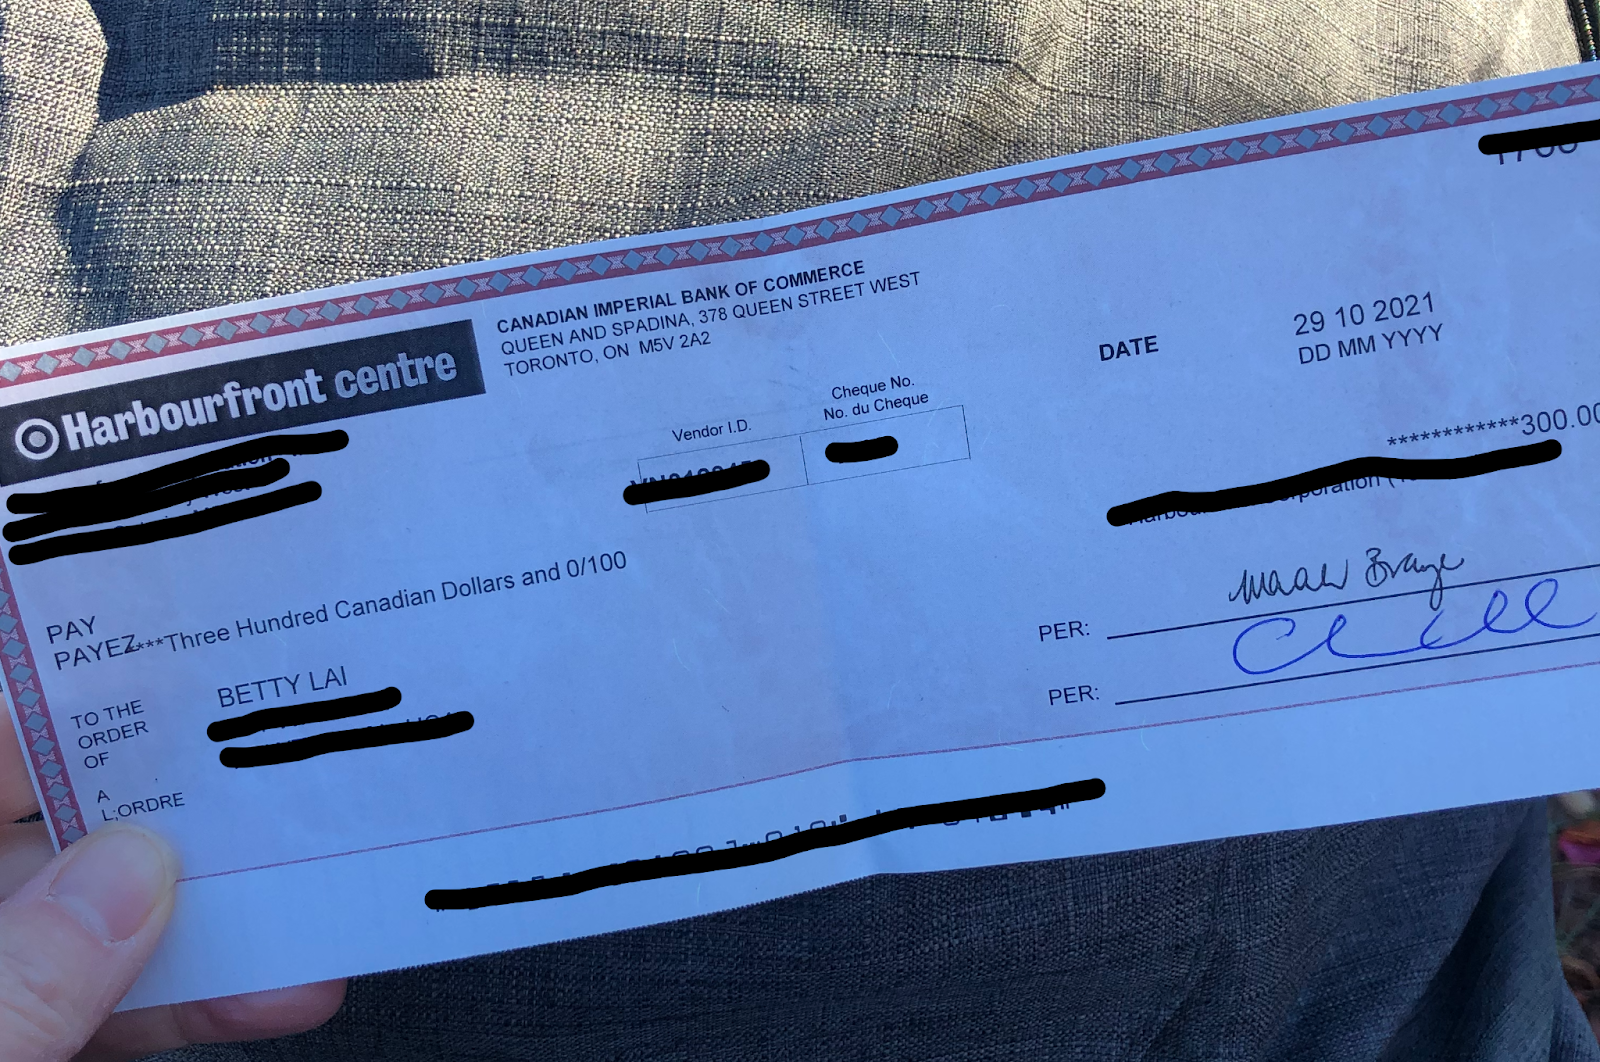 Harbourfront centre
CANADIAN IMPERIAL BANK OF COMMERCE
QUEEN AND SPADINA, 378 QUEEN STREET WEST
TORONTO, ON M5V 2A2
DATE
29 10 2021
DD MM YYYY
Vendor I.D.
Cheque No.
No. du Cheque
************300.00
PAY
PAYEZ***Three Hundred Canadian Dollars and 0/100
TO THE
ORDER
OF
BETTY LAI
A
L;ORDRE
PER:
PER: